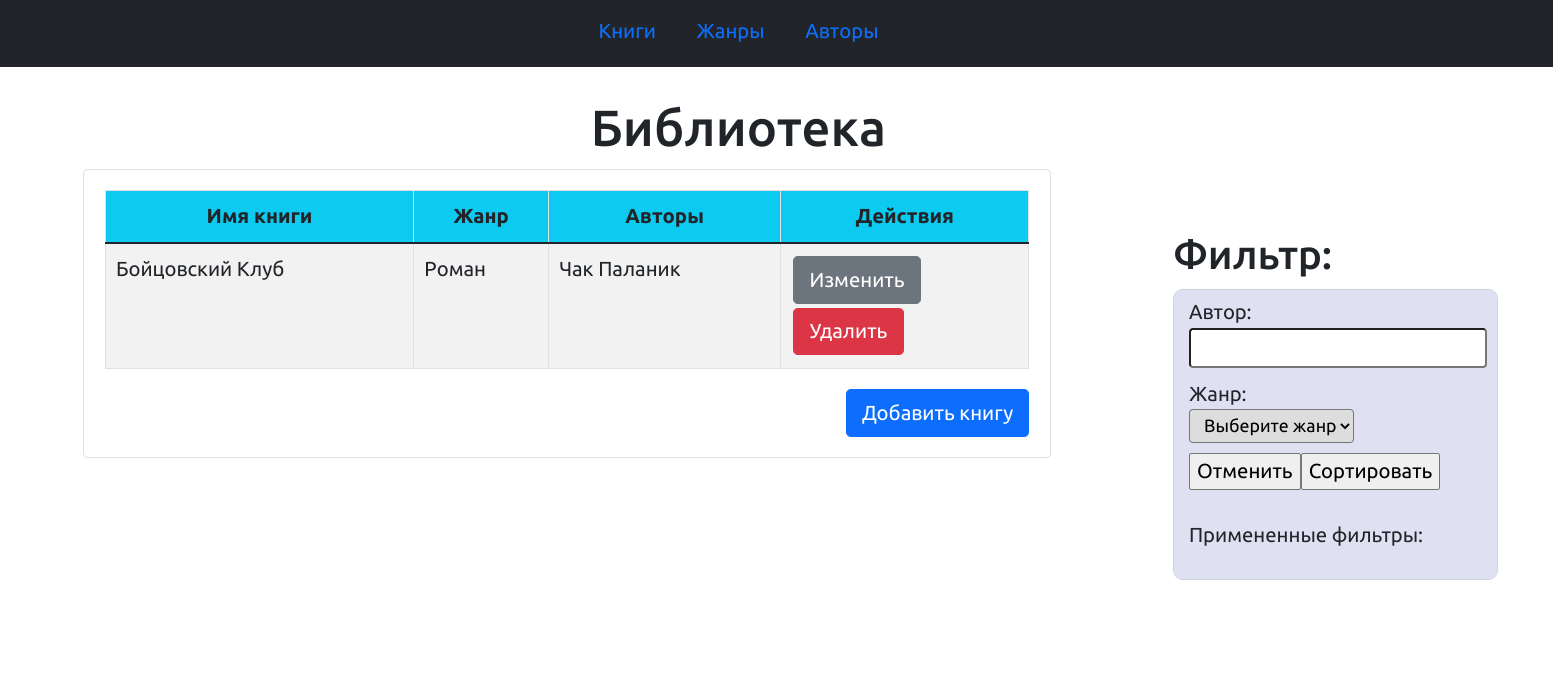 Книги Жанры Авторы
Библиотека
Имя книги Жанр Авторы Действия
Бойцовский Клуб Роман Чак Паланик Изменить
Удалить
Добавить книгу
Фильтр:
Автор:
Жанр:
Выберите жанр
Отменить Сортировать
Примененные фильтры: